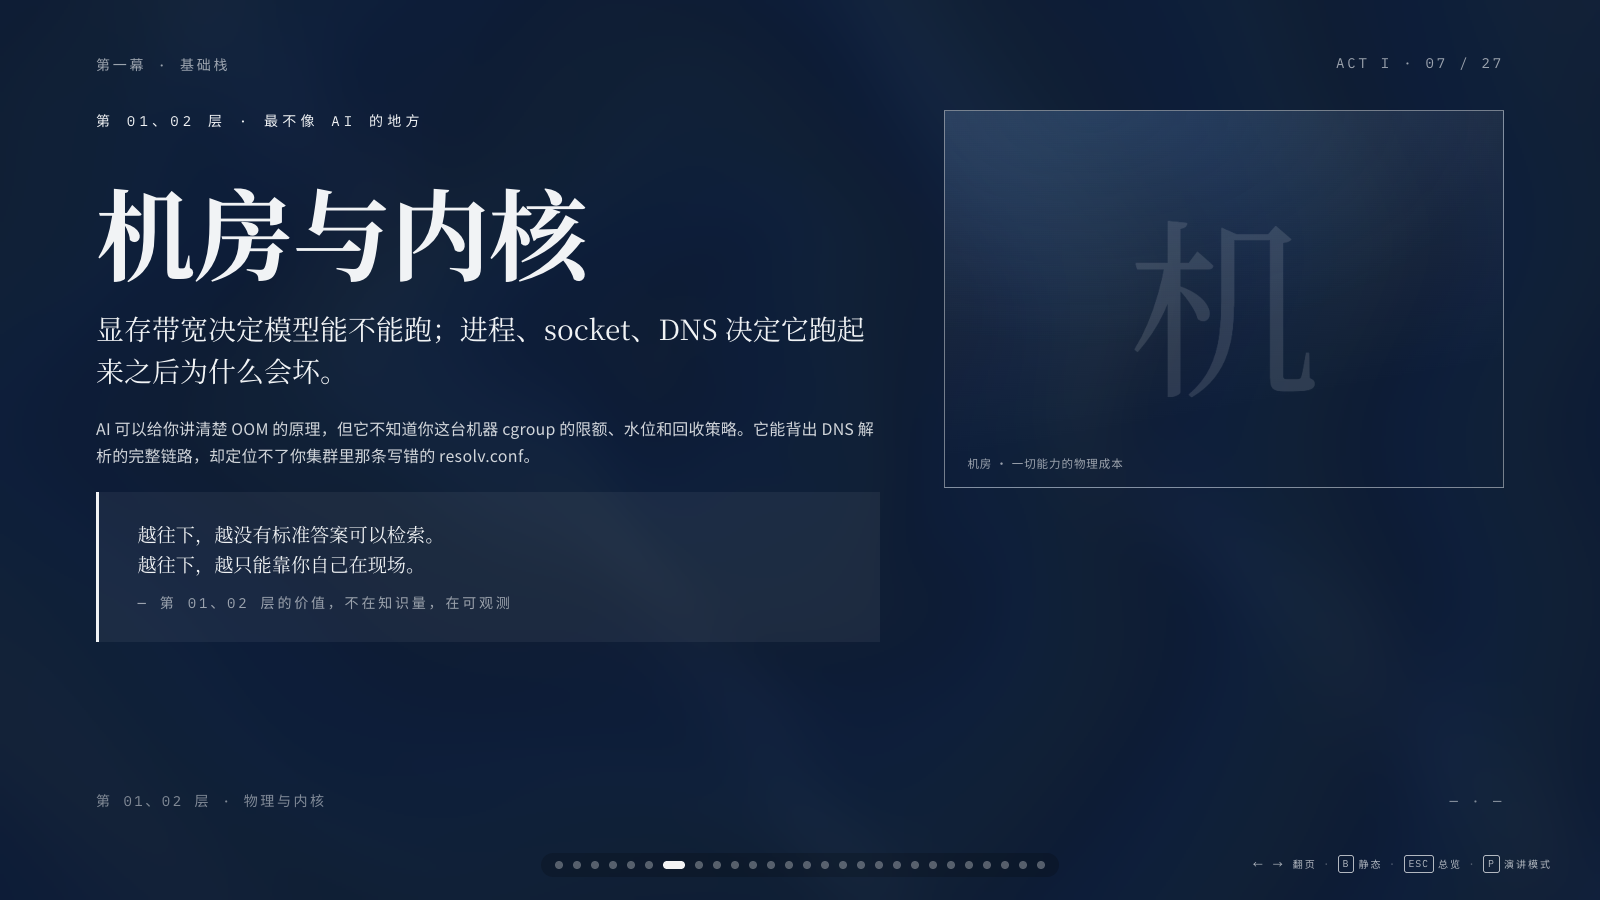 第一幕 · 基础栈
ACT I · 07 / 27
第 01、02 层 · 最不像 AI 的地方
机房与内核
显存带宽决定模型能不能跑；进程、socket、DNS 决定它跑起
来之后为什么会坏。
AI 可以给你讲清楚 OOM 的原理，但它不知道你这台机器 cgroup 的限额、水位和回收策略。它能背出 DNS 解
析的完整链路，却定位不了你集群里那条写错的 resolv.conf。
越往下，越没有标准答案可以检索。
越往下，越只能靠你自己在现场。
— 第 01、02 层的价值，不在知识量，在可观测
机
机房 · 一切能力的物理成本
第 01、02 层 · 物理与内核
— · —
← → 翻页 · B 静态 · ESC 总览 · P 演讲模式